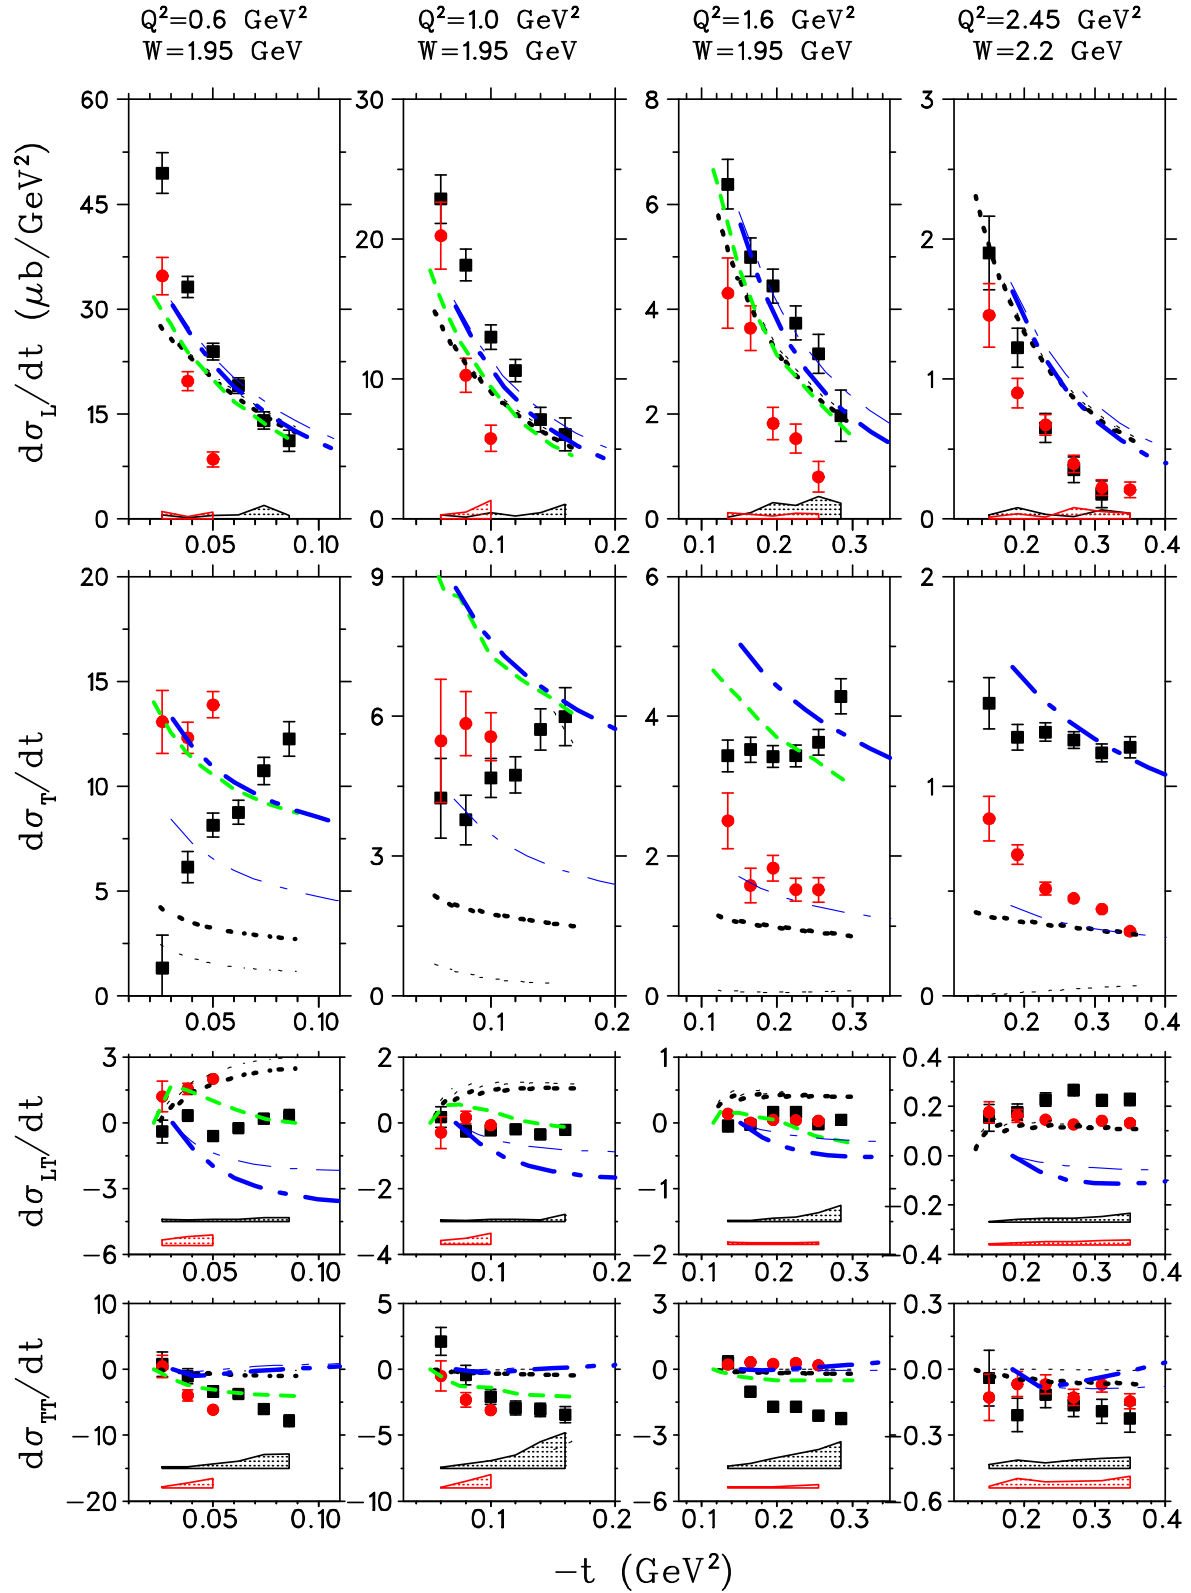 Q²=0.6 GeV² Q²=1.0 GeV² Q²=1.6 GeV² Q²=2.45 GeV²
W=1.95 GeV W=1.95 GeV W=1.95 GeV W=2.2 GeV
dσ_L/dt (μb/GeV²)
60 45 30 15 0
30 20 10 0
8 6 4 2 0
3 2 1 0
0.05 0.10 0.1 0.2 0.1 0.2 0.3 0.2 0.3 0.4
dσ_T/dt
20 15 10 5 0
9 6 3 0
6 4 2 0
2 1 0
0.05 0.10 0.1 0.2 0.1 0.2 0.3 0.2 0.3 0.4
dσ_LT/dt
3 0 −3 −6
2 0 −2 −4
1 0 −1 −2
0.4 0.2 0.0 −0.2 −0.4
0.05 0.10 0.1 0.2 0.1 0.2 0.3 0.2 0.3 0.4
dσ_TT/dt
10 0 −10 −20
5 0 −5 −10
3 0 −3 −6
0.3 0.0 −0.3 −0.6
0.05 0.10 0.1 0.2 0.1 0.2 0.3 0.2 0.3 0.4
−t (GeV²)